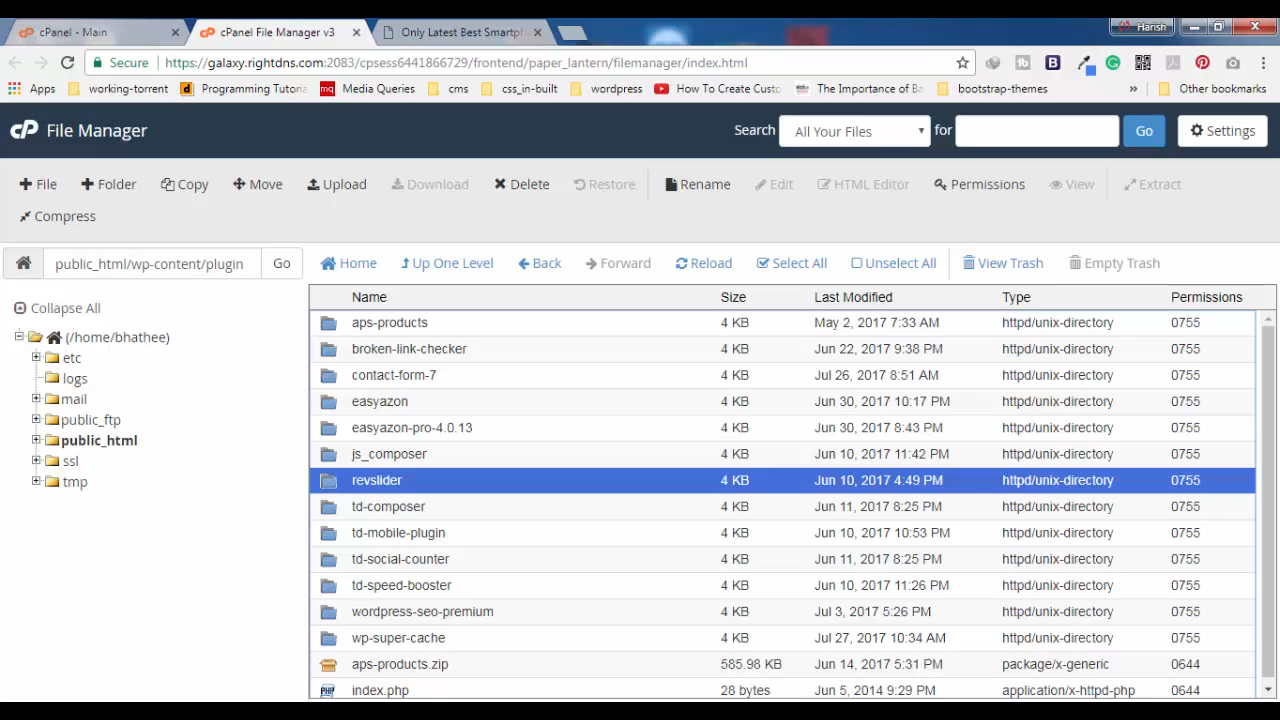 cPanel - Main
cPanel File Manager v3
Only Latest Best Smartph
Harish
Secure
https://galaxy.rightdns.com:2083/cpsess6441866729/frontend/paper_lantern/filemanager/index.html
Apps working-torrent Programming Tutoria Media Queries cms css_in-built wordpress How To Create Custo The Importance of Ba bootstrap-themes » Other bookmarks
cP File Manager
Search All Your Files for Go Settings
File Folder Copy Move Upload Download Delete Restore Rename Edit HTML Editor Permissions View Extract
Compress
public_html/wp-content/plugin Go Home Up One Level Back Forward Reload Select All Unselect All View Trash Empty Trash
Collapse All
(/home/bhathee)
etc
logs
mail
public_ftp
public_html
ssl
tmp
Name Size Last Modified Type Permissions
aps-products 4 KB May 2, 2017 7:33 AM httpd/unix-directory 0755
broken-link-checker 4 KB Jun 22, 2017 9:38 PM httpd/unix-directory 0755
contact-form-7 4 KB Jul 26, 2017 8:51 AM httpd/unix-directory 0755
easyazon 4 KB Jun 30, 2017 10:17 PM httpd/unix-directory 0755
easyazon-pro-4.0.13 4 KB Jun 30, 2017 8:43 PM httpd/unix-directory 0755
js_composer 4 KB Jun 10, 2017 11:42 PM httpd/unix-directory 0755
revslider 4 KB Jun 10, 2017 4:49 PM httpd/unix-directory 0755
td-composer 4 KB Jun 11, 2017 8:25 PM httpd/unix-directory 0755
td-mobile-plugin 4 KB Jun 10, 2017 10:53 PM httpd/unix-directory 0755
td-social-counter 4 KB Jun 11, 2017 8:25 PM httpd/unix-directory 0755
td-speed-booster 4 KB Jun 10, 2017 11:26 PM httpd/unix-directory 0755
wordpress-seo-premium 4 KB Jul 3, 2017 5:26 PM httpd/unix-directory 0755
wp-super-cache 4 KB Jul 27, 2017 10:34 AM httpd/unix-directory 0755
aps-products.zip 585.98 KB Jun 14, 2017 5:31 PM package/x-generic 0644
index.php 28 bytes Jun 5, 2014 9:29 PM application/x-httpd-php 0644